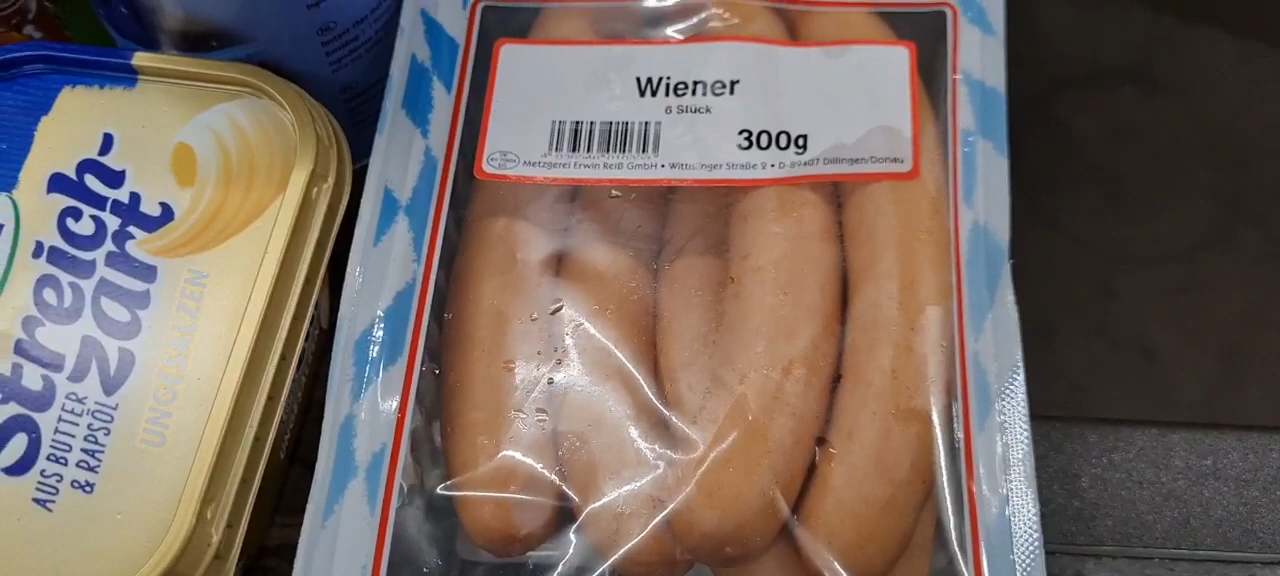 Streich-
zart
AUS BUTTER
& RAPSÖL
UNGESALZEN
Wiener
6 Stück
300g
Metzgerei Erwin Reiß GmbH • Wittislinger Straße 2 • D-89407 Dillingen/Donau